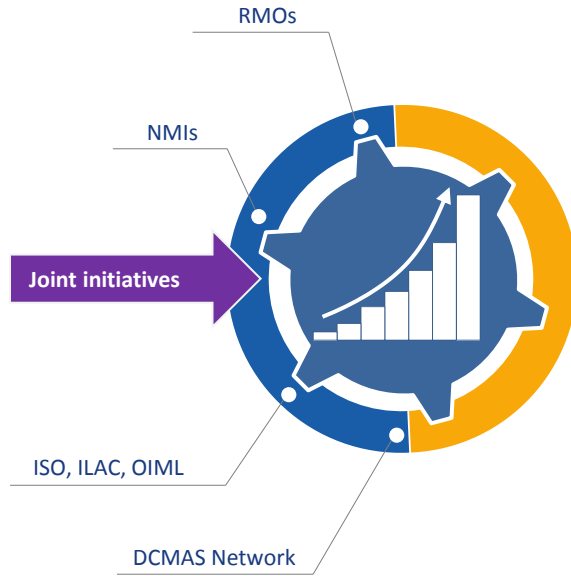 RMOs
NMIs
Joint initiatives
ISO, ILAC, OIML
DCMAS Network